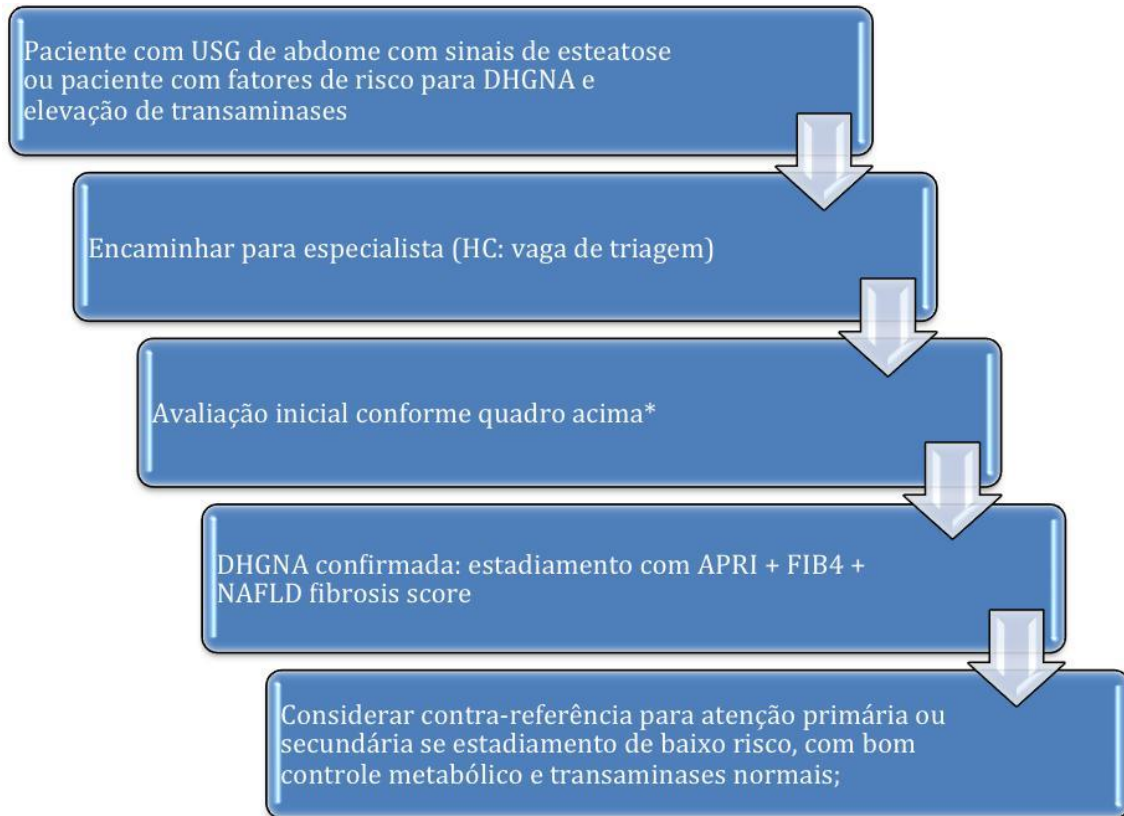 Paciente com USG de abdome com sinais de esteatose
ou paciente com fatores de risco para DHGNA e
elevação de transaminases
Encaminhar para especialista (HC: vaga de triagem)
Avaliação inicial conforme quadro acima*
DHGNA confirmada: estadiamento com APRI + FIB4 +
NAFLD fibrosis score
Considerar contra-referência para atenção primária ou
secundária se estadiamento de baixo risco, com bom
controle metabólico e transaminases normais;